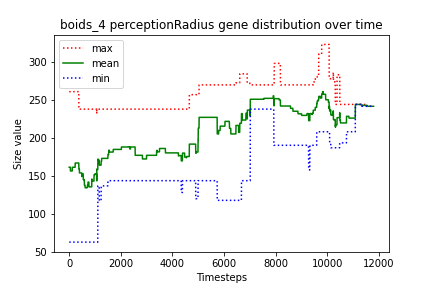 boids_4 perceptionRadius gene distribution over time
max
mean
min
Size value
300
250
200
150
100
50
0
2000
4000
6000
8000
10000
12000
Timesteps